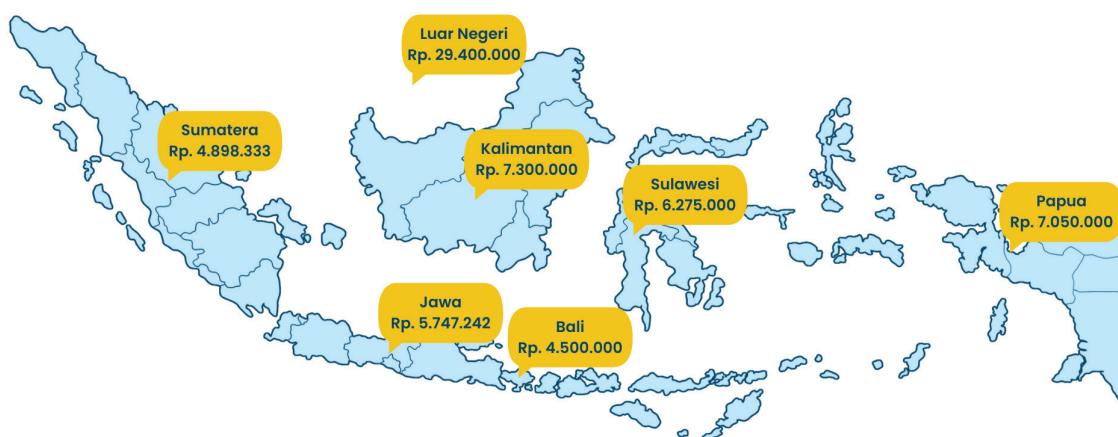 Luar Negeri
Rp. 29.400.000
Sumatera
Rp. 4.898.333
Kalimantan
Rp. 7.300.000
Sulawesi
Rp. 6.275.000
Papua
Rp. 7.050.000
Jawa
Rp. 5.747.242
Bali
Rp. 4.500.000